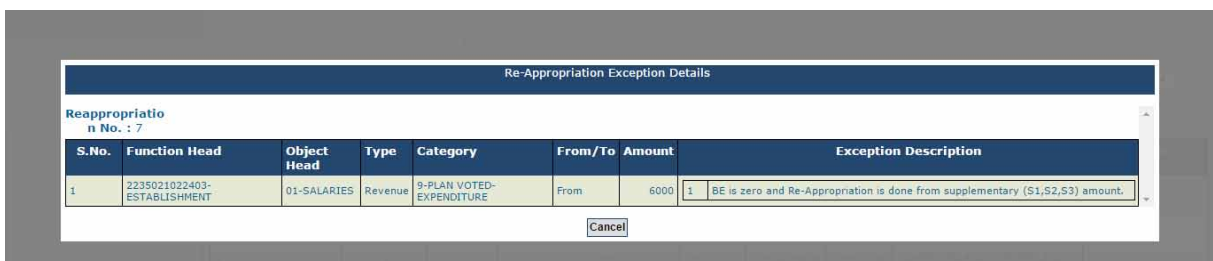 Re-Appropriation Exception Details
Reappropriatio
n No. : 7
S.No. Function Head Object Head Type Category From/To Amount Exception Description
1 2235021022403-ESTABLISHMENT 01-SALARIES Revenue 9-PLAN VOTED-EXPENDITURE From 6000 1 BE is zero and Re-Appropriation is done from supplementary (S1,S2,S3) amount.
Cancel